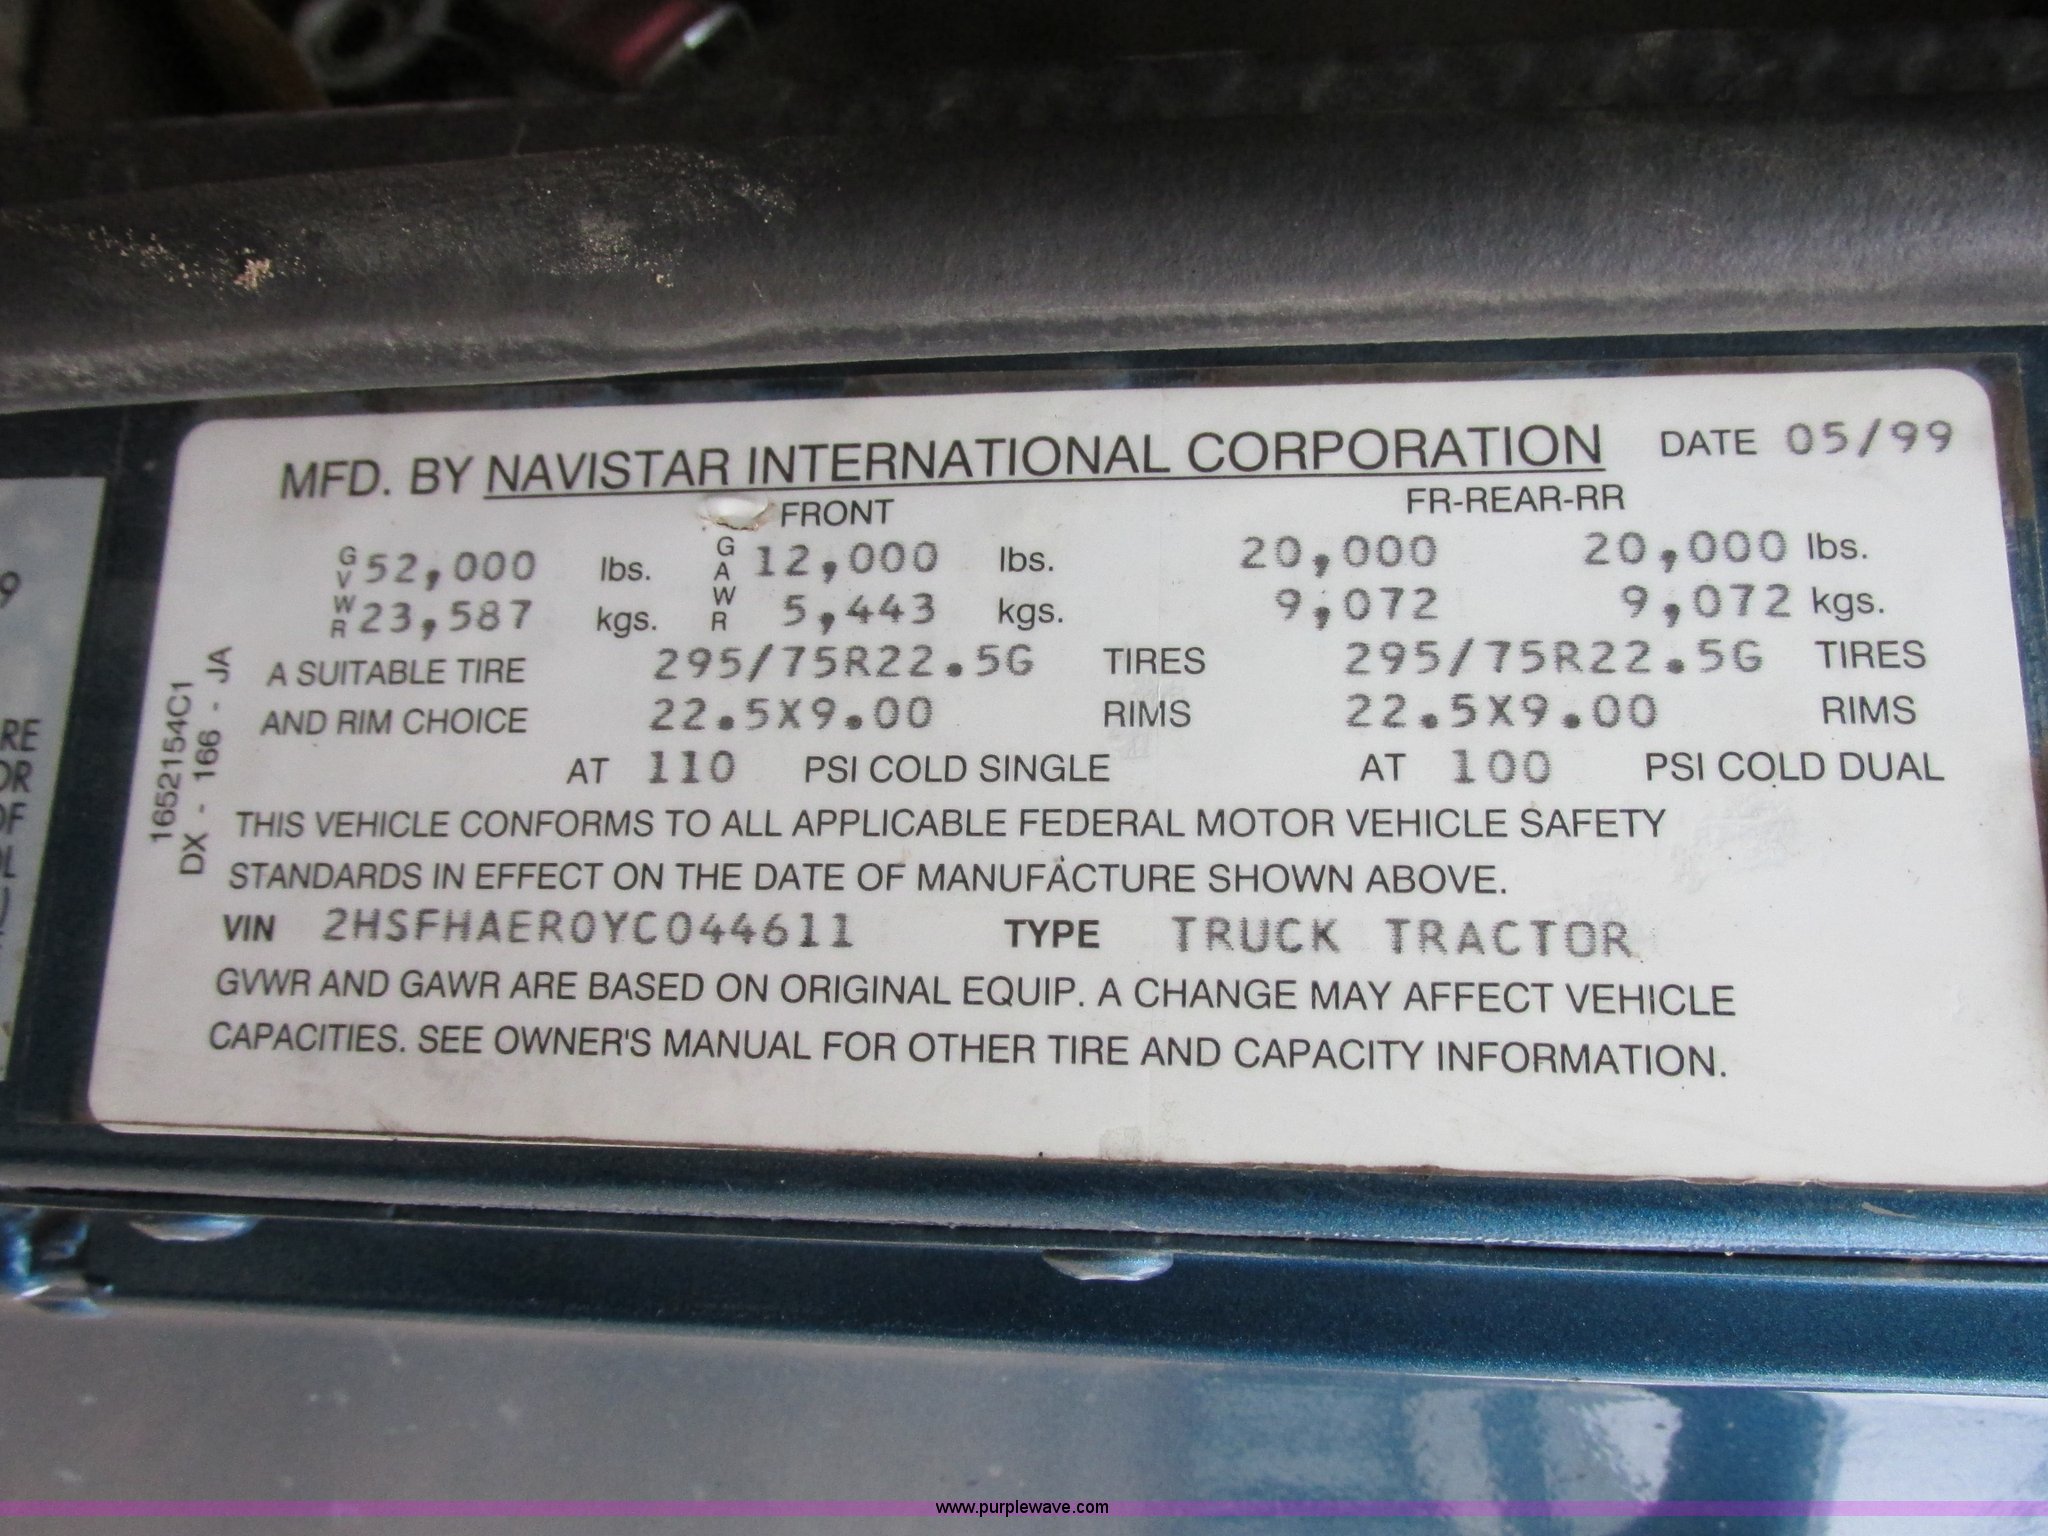 MFD. BY NAVISTAR INTERNATIONAL CORPORATION DATE 05/99
FRONT FR-REAR-RR
GVWR 52,000 lbs. GAWR 12,000 lbs. 20,000 20,000 lbs.
23,587 kgs. 5,443 kgs. 9,072 9,072 kgs.
A SUITABLE TIRE 295/75R22.5G TIRES 295/75R22.5G TIRES
AND RIM CHOICE 22.5X9.00 RIMS 22.5X9.00 RIMS
AT 110 PSI COLD SINGLE AT 100 PSI COLD DUAL
THIS VEHICLE CONFORMS TO ALL APPLICABLE FEDERAL MOTOR VEHICLE SAFETY
STANDARDS IN EFFECT ON THE DATE OF MANUFACTURE SHOWN ABOVE.
VIN 2HSFHAER0YC044611 TYPE TRUCK TRACTOR
GVWR AND GAWR ARE BASED ON ORIGINAL EQUIP. A CHANGE MAY AFFECT VEHICLE
CAPACITIES. SEE OWNER'S MANUAL FOR OTHER TIRE AND CAPACITY INFORMATION.
1652154C1
DX - 166 - JA
9
RE
OR
OF
www.purplewave.com